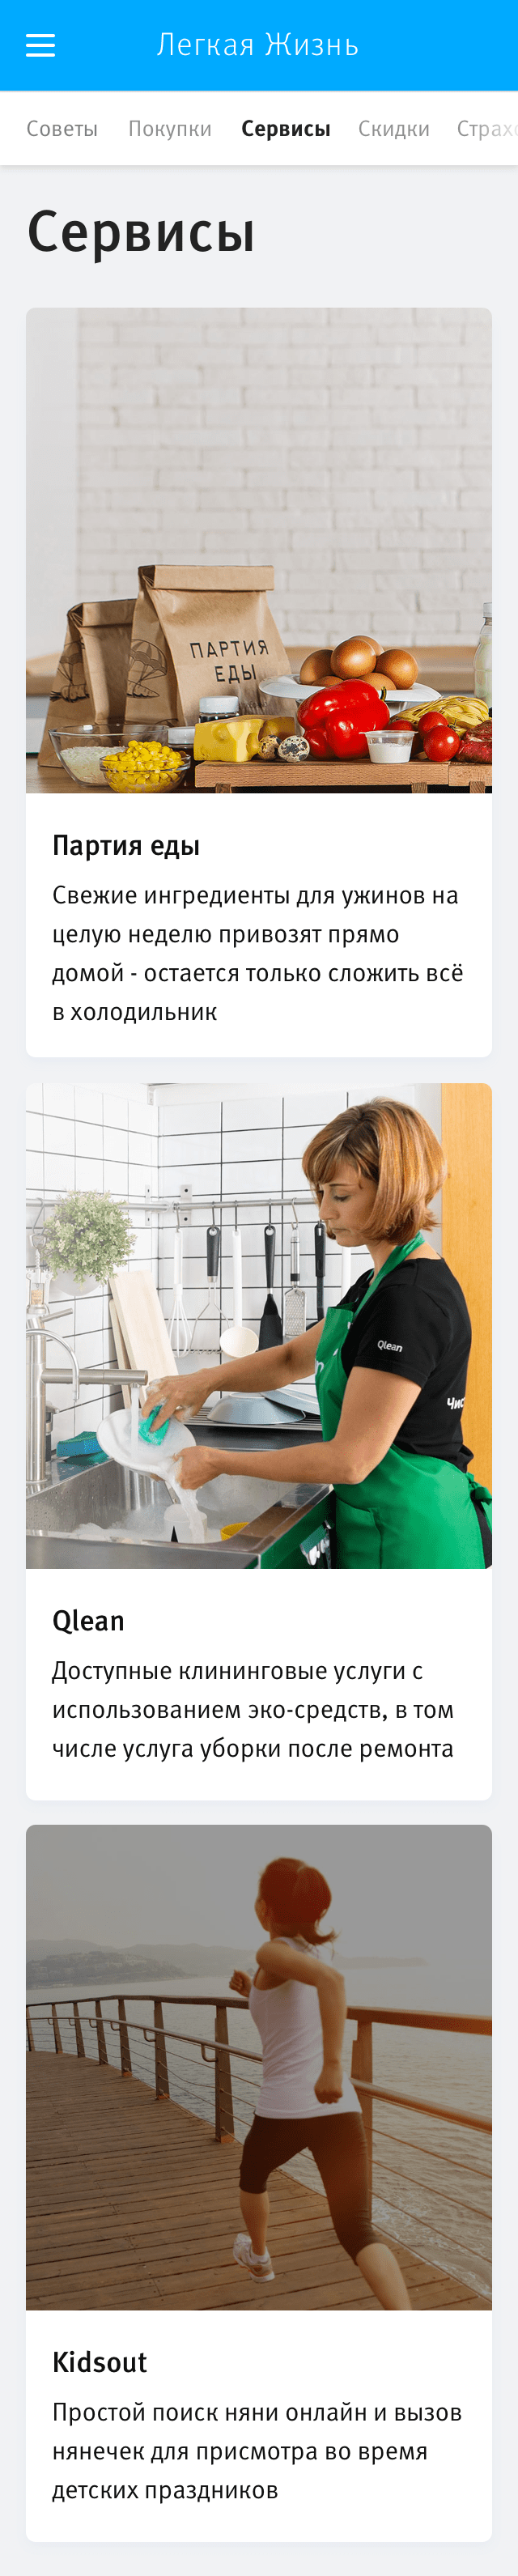 Легкая Жизнь
Советы Покупки Сервисы Скидки Страхо
Сервисы
ПАРТИЯ
ЕДЫ
Партия еды
Свежие ингредиенты для ужинов на
целую неделю привозят прямо
домой - остается только сложить всё
в холодильник
Qlean
Чис
Qlean
Доступные клининговые услуги с
использованием эко-средств, в том
числе услуга уборки после ремонта
Kidsout
Простой поиск няни онлайн и вызов
нянечек для присмотра во время
детских праздников